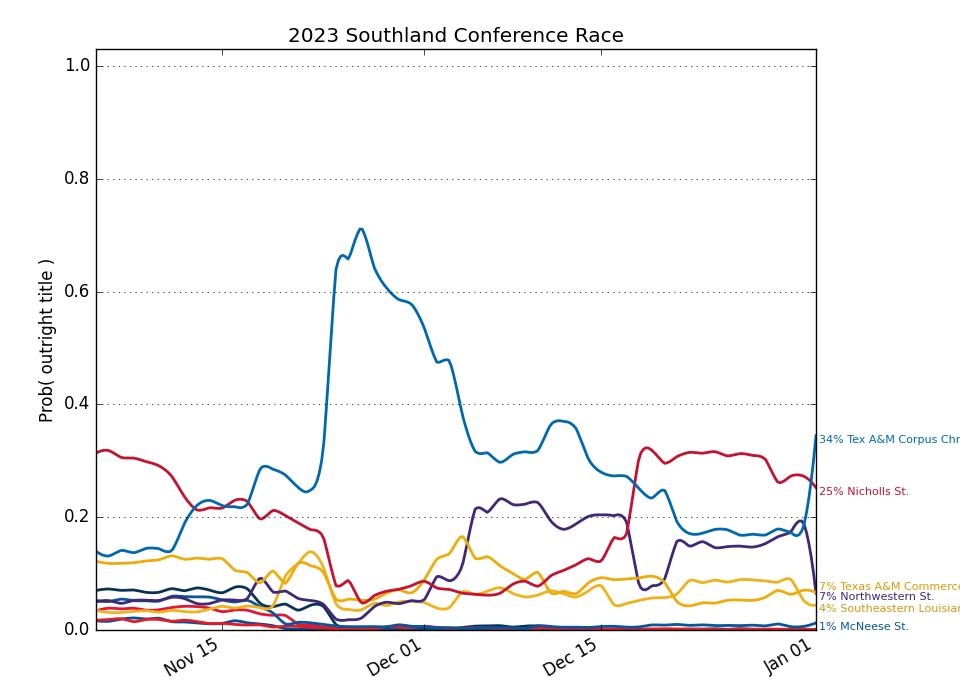 2023 Southland Conference Race
Prob( outright title )
1.0
0.8
0.6
0.4
0.2
0.0
Nov 15
Dec 01
Dec 15
Jan 01
34% Tex A&M Corpus Chr
25% Nicholls St.
7% Texas A&M Commerce
7% Northwestern St.
4% Southeastern Louisian
1% McNeese St.